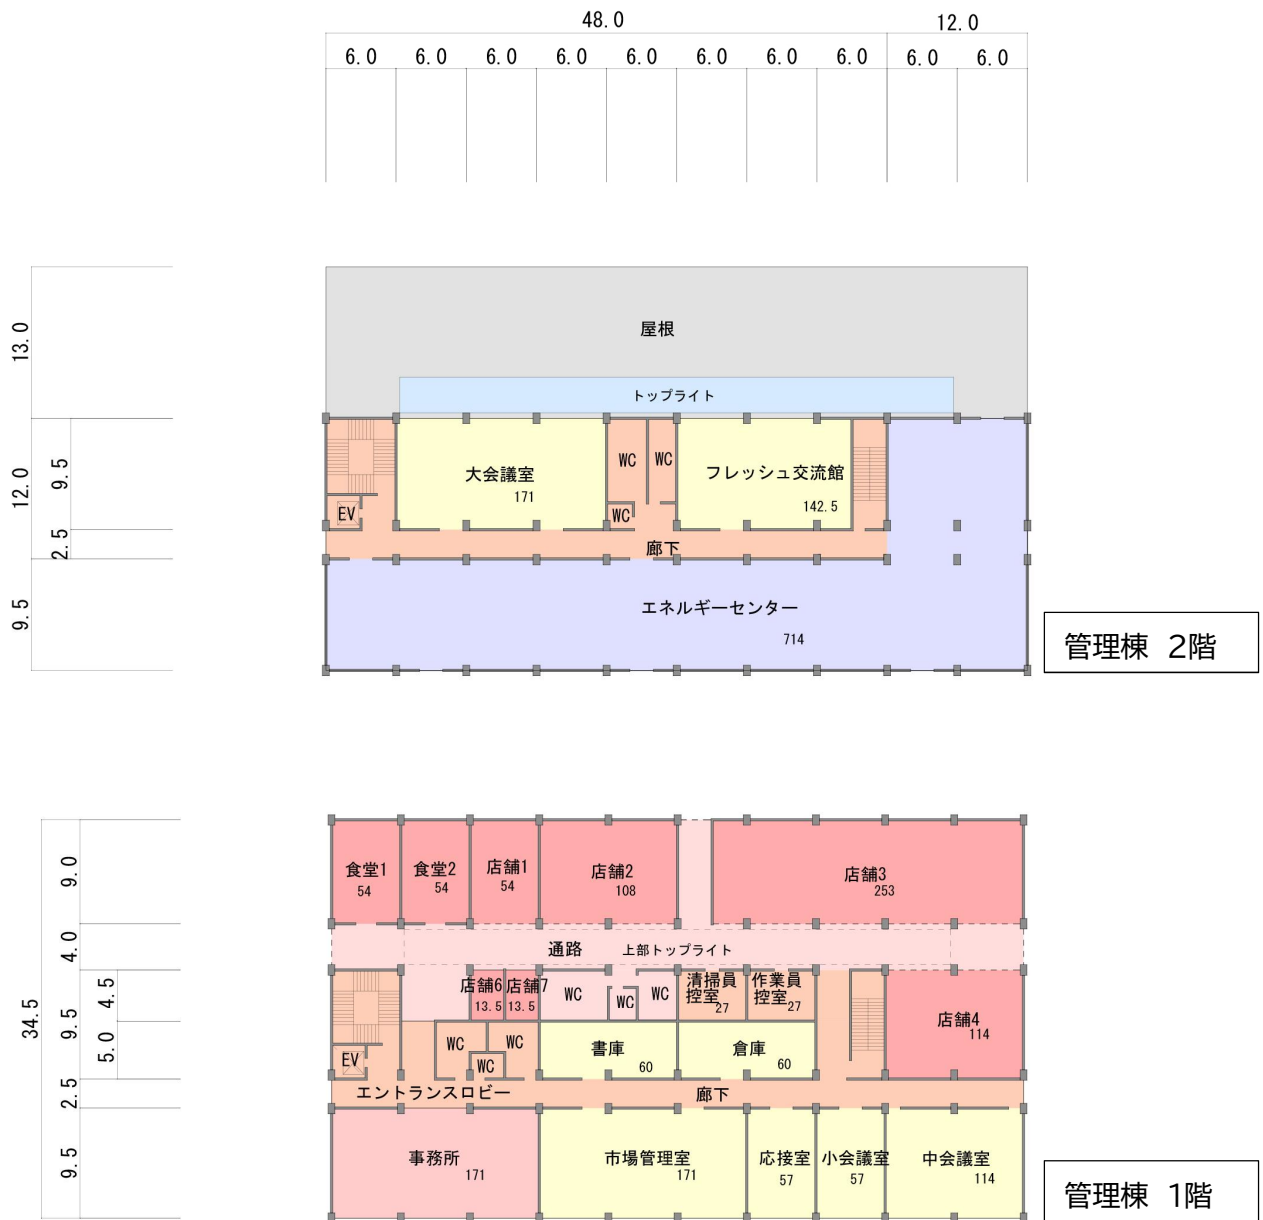 48.0
12.0
6.0 6.0 6.0 6.0 6.0 6.0 6.0 6.0 6.0 6.0
13.0
屋根
トップライト
12.0
9.5
2.5
大会議室
171
WC
WC
WC
フレッシュ交流館
142.5
EV
廊下
9.5
エネルギーセンター
714
管理棟 2階
34.5
9.0
食堂1
54
食堂2
54
店舗1
54
店舗2
108
店舗3
253
4.0
通路
上部トップライト
9.5
4.5
5.0
店舗6
13.5
店舗7
13.5
WC
WC
WC
清掃員
控室
27
作業員
控室
27
店舗4
114
EV
WC
WC
WC
書庫
60
倉庫
60
2.5
エントランスロビー
廊下
9.5
事務所
171
市場管理室
171
応接室
57
小会議室
57
中会議室
114
管理棟 1階